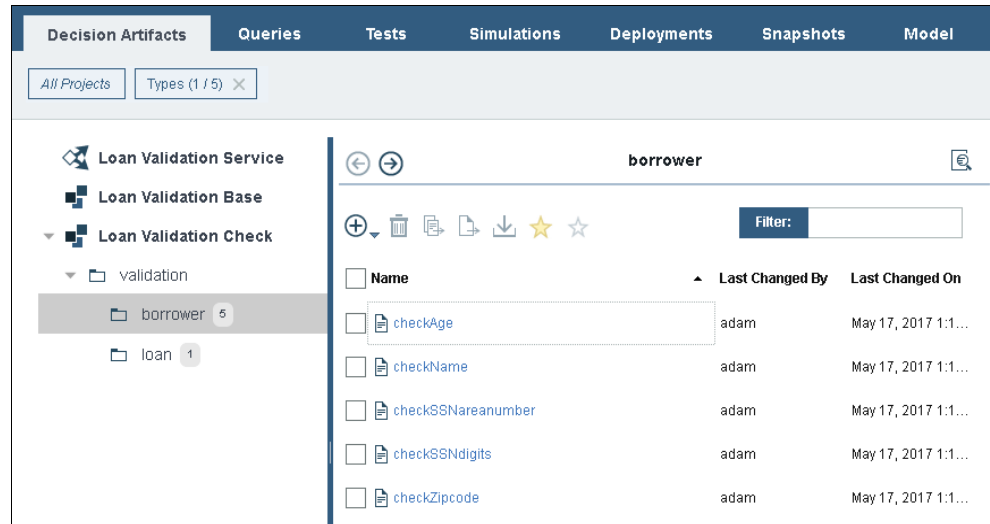 Decision Artifacts Queries Tests Simulations Deployments Snapshots Model
All Projects Types (1 / 5)
Loan Validation Service
Loan Validation Base
Loan Validation Check
validation
borrower 5
loan 1
borrower
Filter:
Name Last Changed By Last Changed On
checkAge adam May 17, 2017 1:1...
checkName adam May 17, 2017 1:1...
checkSSNareanumber adam May 17, 2017 1:1...
checkSSNdigits adam May 17, 2017 1:1...
checkZipcode adam May 17, 2017 1:1...